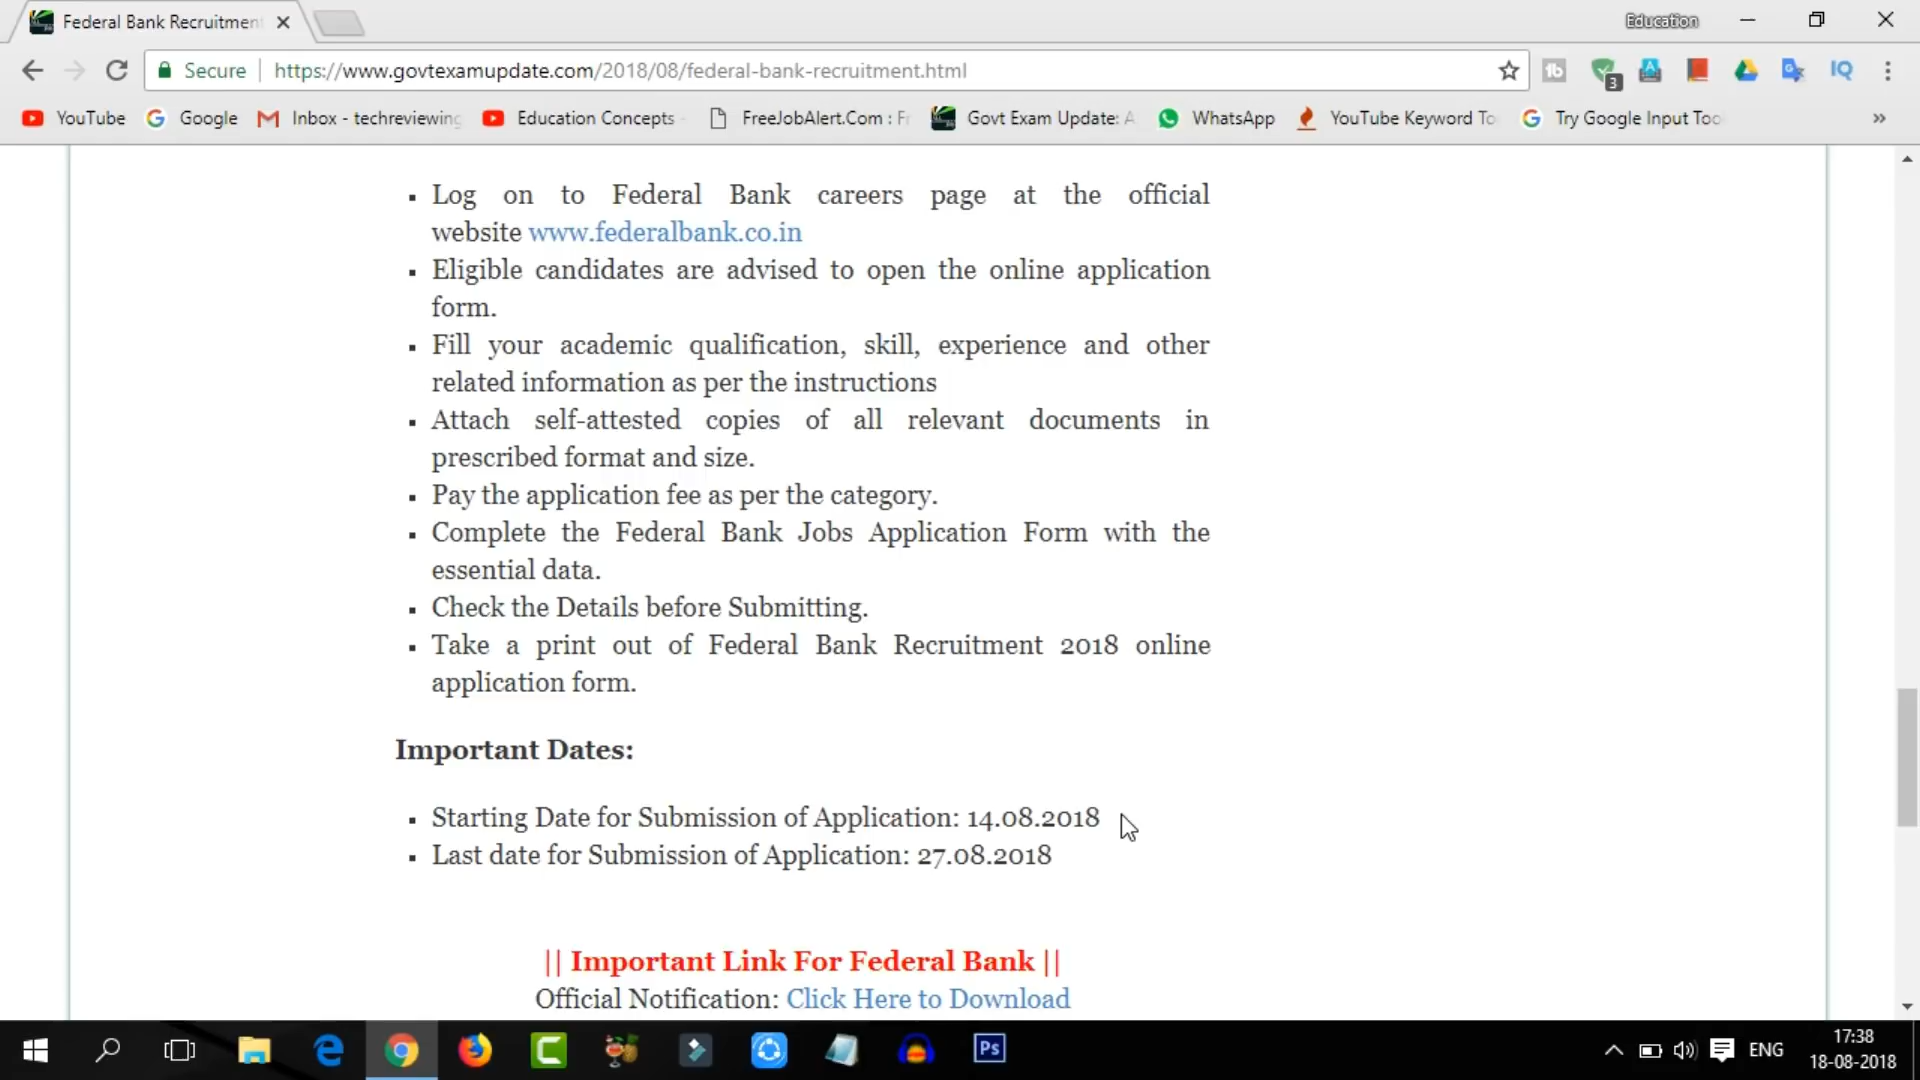 Federal Bank Recruitmen
Education
Secure
https://www.govtexamupdate.com/2018/08/federal-bank-recruitment.html
3
IQ
YouTube
Google
Inbox - techreviewing
Education Concepts
FreeJobAlert.Com : Fr
Govt Exam Update: A
WhatsApp
YouTube Keyword To
Try Google Input Too
»
Log on to Federal Bank careers page at the official
website www.federalbank.co.in
Eligible candidates are advised to open the online application
form.
Fill your academic qualification, skill, experience and other
related information as per the instructions
Attach self-attested copies of all relevant documents in
prescribed format and size.
Pay the application fee as per the category.
Complete the Federal Bank Jobs Application Form with the
essential data.
Check the Details before Submitting.
Take a print out of Federal Bank Recruitment 2018 online
application form.
Important Dates:
Starting Date for Submission of Application: 14.08.2018
Last date for Submission of Application: 27.08.2018
|| Important Link For Federal Bank ||
Official Notification: Click Here to Download
Ps
ENG
17:38
18-08-2018